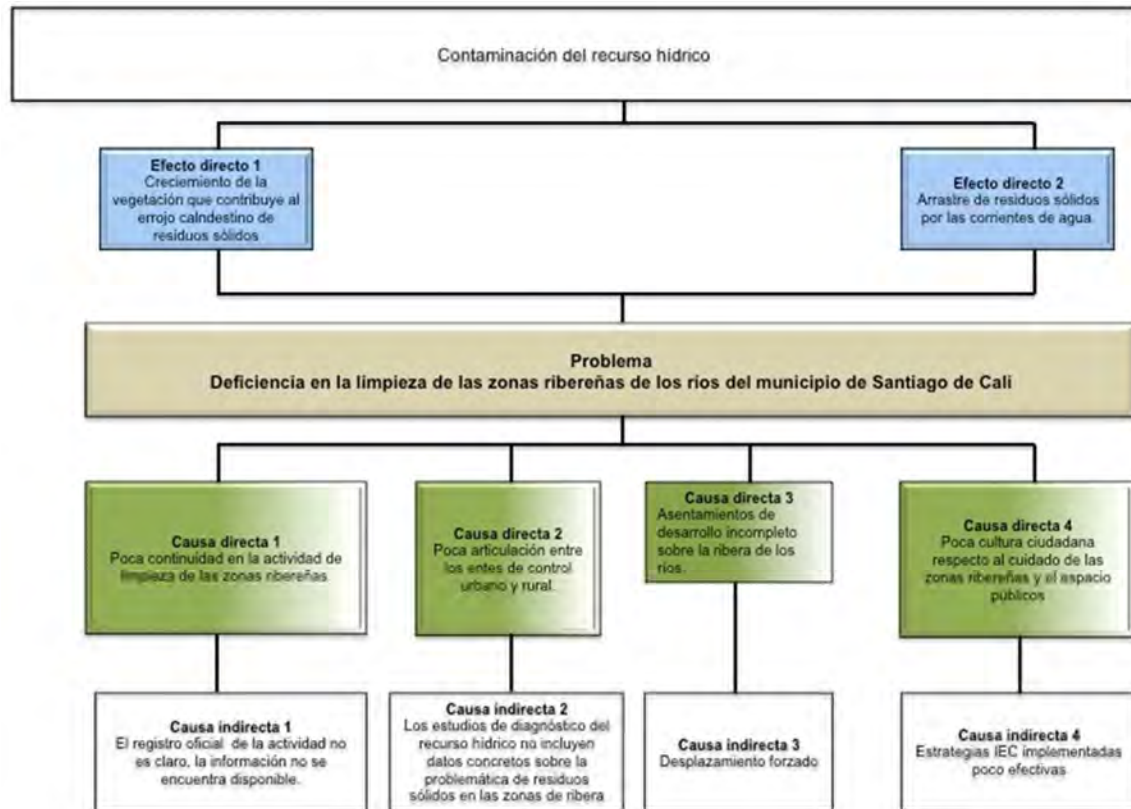 Contaminación del recurso hídrico
Efecto directo 1
Creciemiento de la
vegetación que contribuye al
errojo calndestino de
residuos sólidos
Efecto directo 2
Arrastre de residuos sólidos
por las corrientes de agua.
Problema
Deficiencia en la limpieza de las zonas ribereñas de los ríos del municipio de Santiago de Cali
Causa directa 1
Poca continuidad en la actividad de
limpieza de las zonas ribereñas
Causa directa 2
Poca articulación entre
los entes de control
urbano y rural.
Causa directa 3
Asentamientos de
desarrollo incompleto
sobre la ribera de los
ríos.
Causa directa 4
Poca cultura ciudadana
respecto al cuidado de las
zonas ribereñas y el espacio
públicos
Causa indirecta 1
El registro oficial de la actividad no
es claro, la información no se
encuentra disponible.
Causa indirecta 2
Los estudios de diagnóstico del
recurso hídrico no incluyen
datos concretos sobre la
problemática de residuos
sólidos en las zonas de ribera
Causa indirecta 3
Desplazamiento forzado
Causa indirecta 4
Estrategias IEC implementadas
poco efectivas